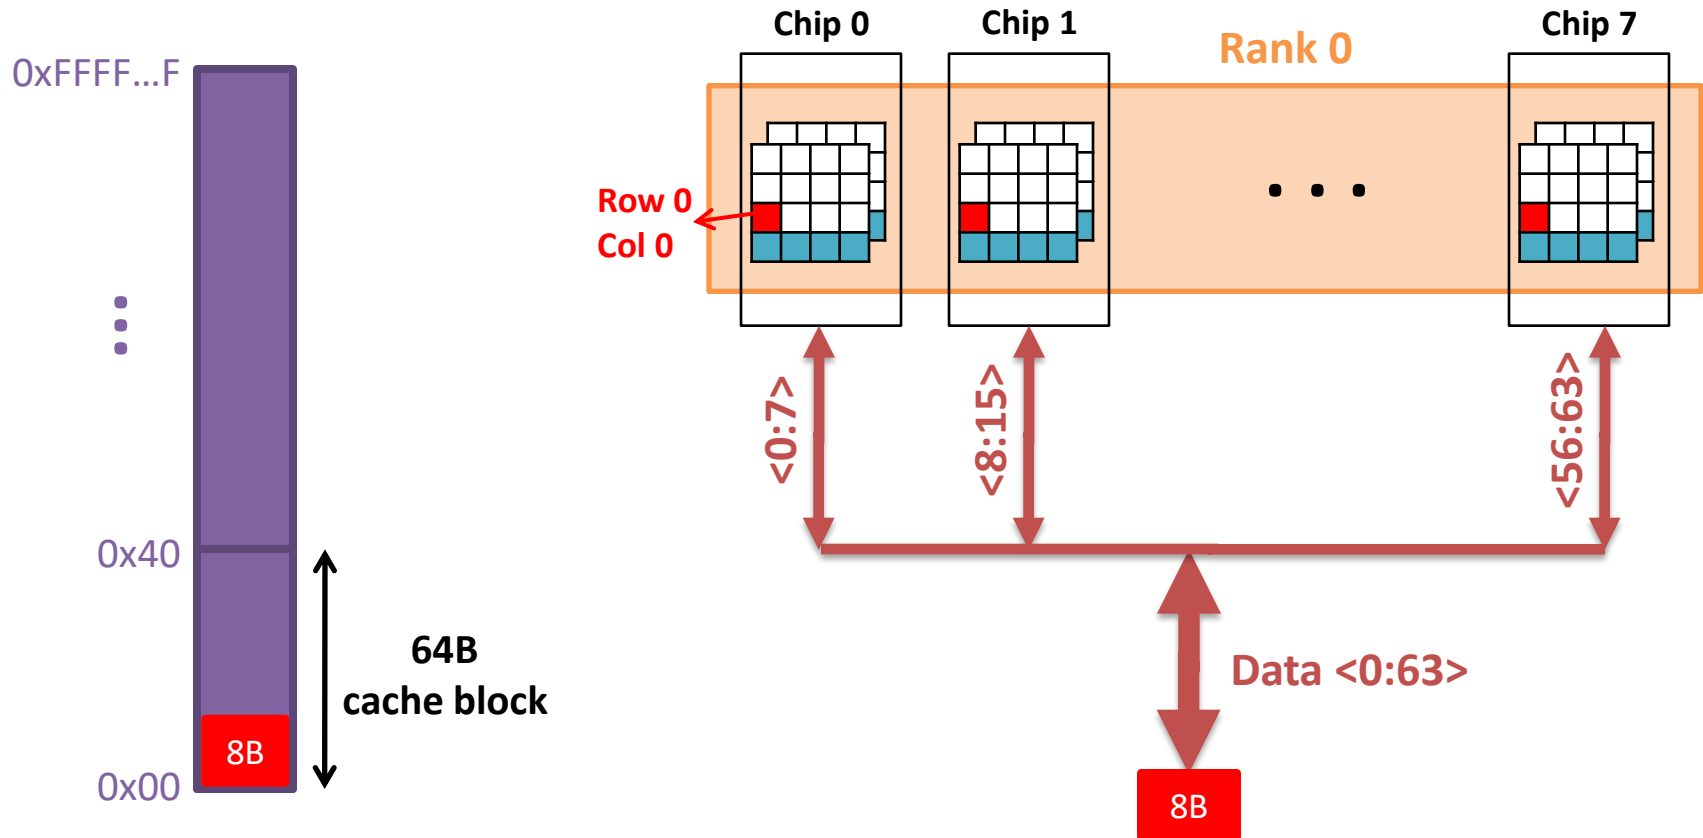 Chip 0
Chip 1
Chip 7
Rank 0
0xFFFF...F
Row 0
Col 0
<0:7>
<8:15>
<56:63>
0x40
64B
cache block
Data <0:63>
8B
0x00
8B